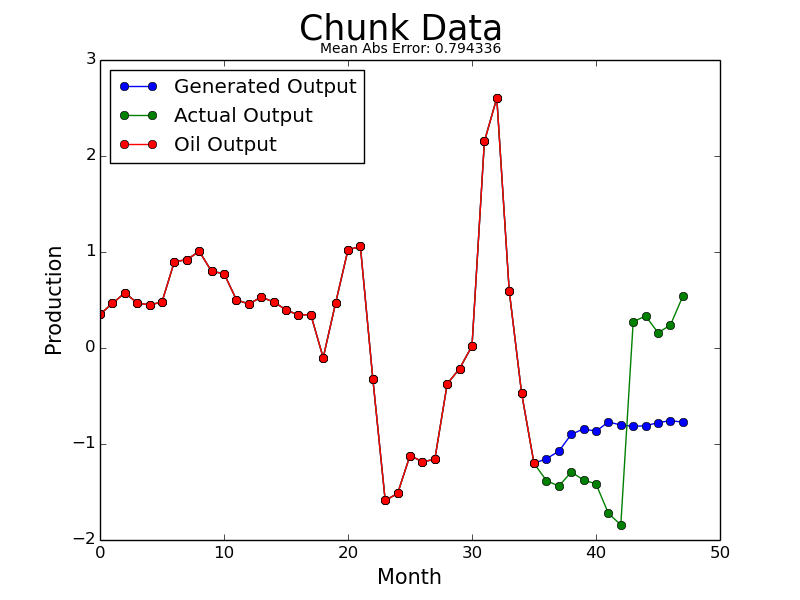 Chunk Data
Mean Abs Error: 0.794336
Generated Output
Actual Output
Oil Output
3
2
1
0
−1
−2
Production
0 10 20 30 40 50
Month